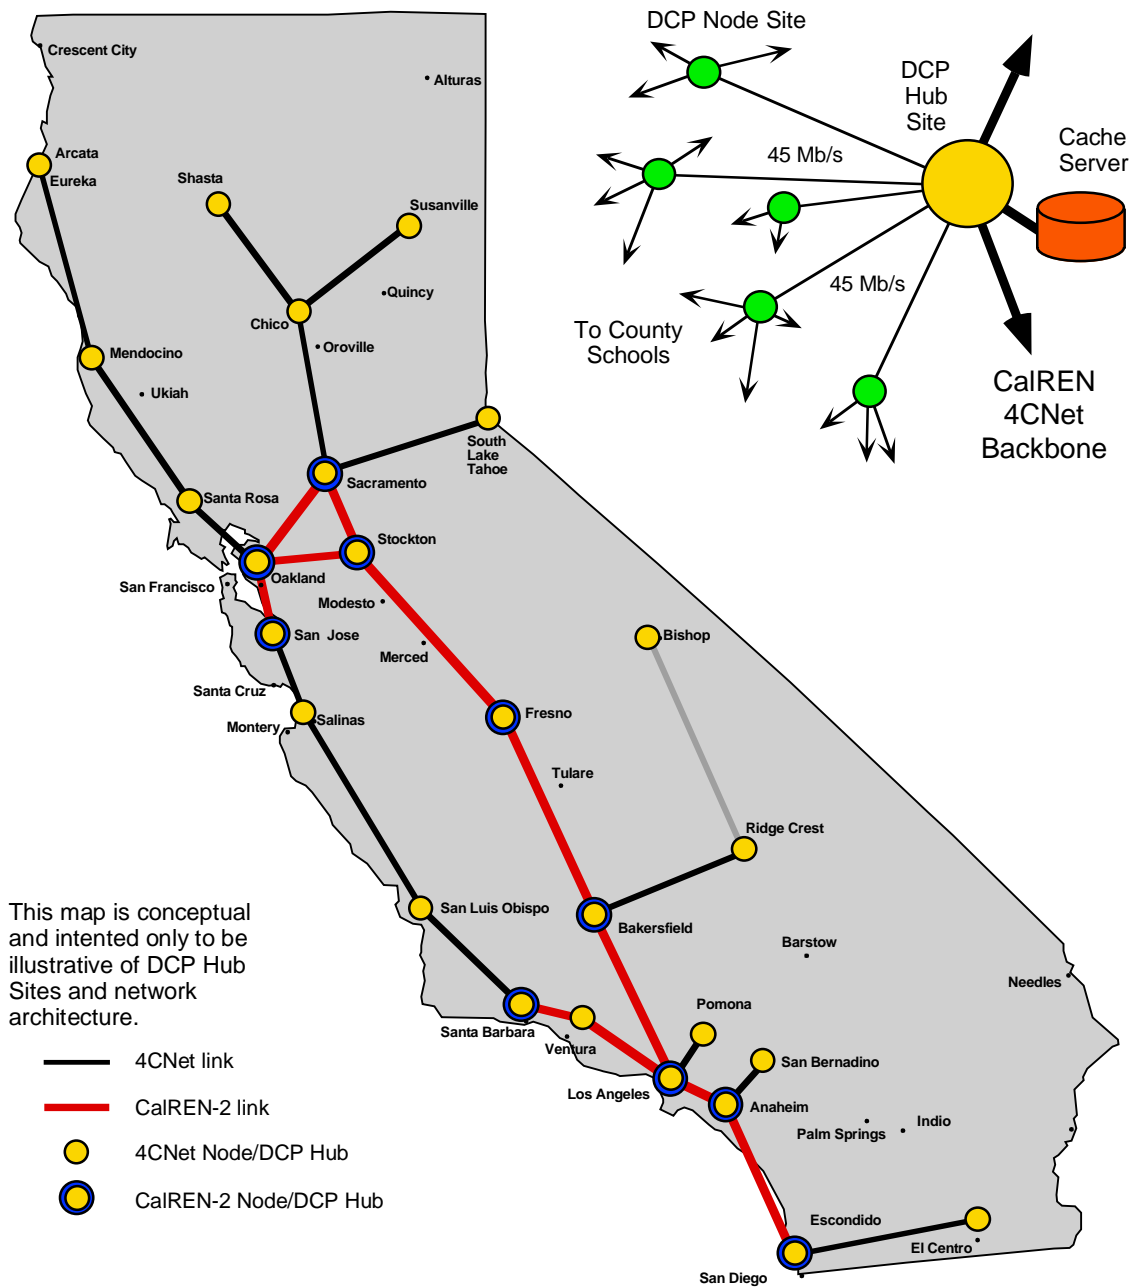 DCP Node Site
DCP
Hub
Site
Cache
Server
45 Mb/s
45 Mb/s
To County
Schools
CalREN
4CNet
Backbone
Crescent City
Alturas
Arcata
Eureka
Shasta
Susanville
Quincy
Chico
Oroville
Mendocino
Ukiah
South
Lake
Tahoe
Sacramento
Santa Rosa
Stockton
Oakland
San Francisco
Modesto
San Jose
Merced
Bishop
Santa Cruz
Salinas
Montery
Fresno
Tulare
Ridge Crest
San Luis Obispo
Bakersfield
Barstow
Needles
Pomona
Santa Barbara
Ventura
San Bernadino
Los Angeles
Anaheim
Indio
Palm Springs
Escondido
El Centro
San Diego
This map is conceptual
and intented only to be
illustrative of DCP Hub
Sites and network
architecture.
4CNet link
CalREN-2 link
4CNet Node/DCP Hub
CalREN-2 Node/DCP Hub